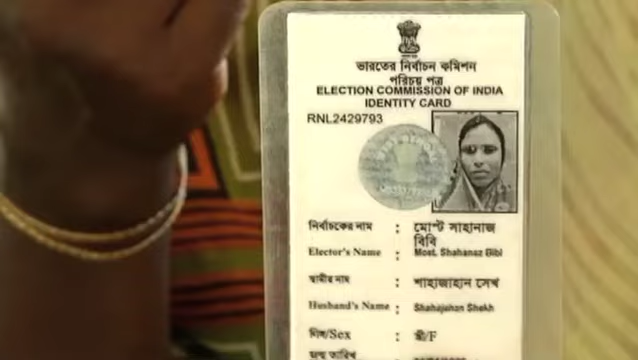 ভারতের নির্বাচন কমিশন
পরিচয় পত্র
ELECTION COMMISSION OF INDIA
IDENTITY CARD
RNL2429793
নির্বাচকের নাম : মোস্ট সাহানাজ
বিবি
Elector's Name : Most. Shahanaz Bibi
স্বামীর নাম : শাহাজাহান সেখ
Husband's Name : Shahajahan Shekh
লিঙ্গ/Sex : স্ত্রী/F
জন্ম তারিখ